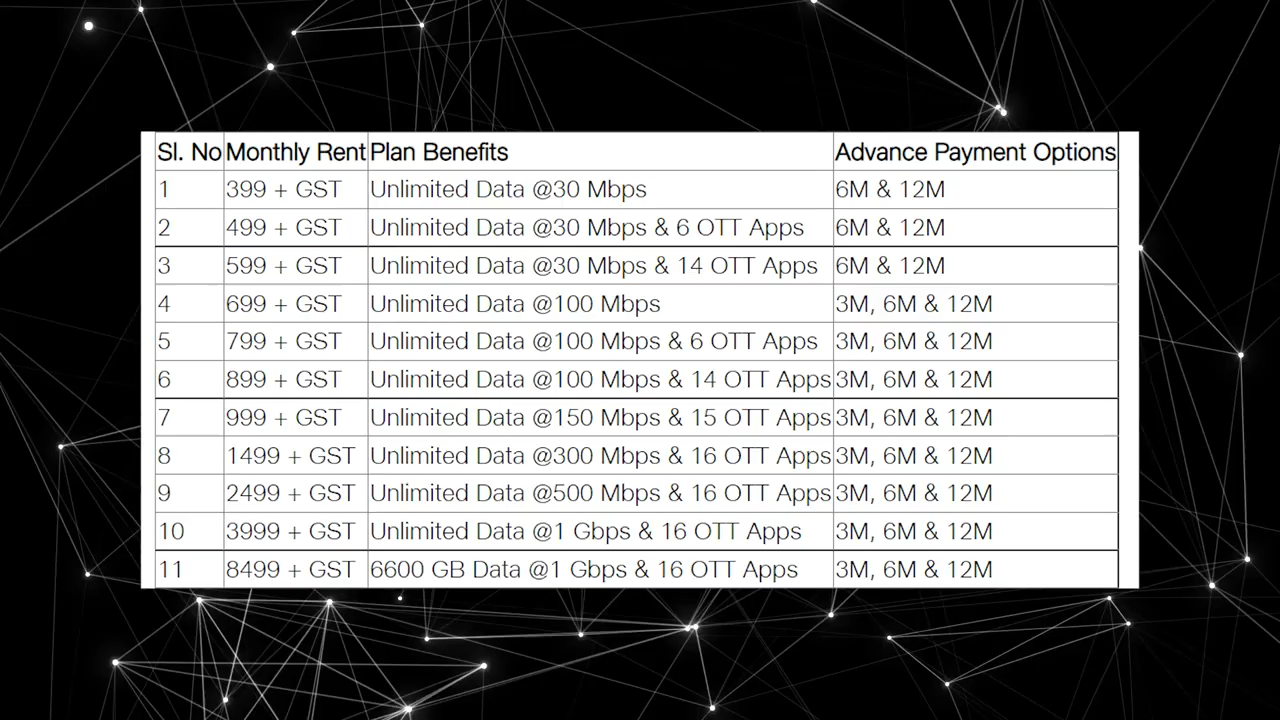 Sl. No Monthly Rent Plan Benefits Advance Payment Options
1 399 + GST Unlimited Data @30 Mbps 6M & 12M
2 499 + GST Unlimited Data @30 Mbps & 6 OTT Apps 6M & 12M
3 599 + GST Unlimited Data @30 Mbps & 14 OTT Apps 6M & 12M
4 699 + GST Unlimited Data @100 Mbps 3M, 6M & 12M
5 799 + GST Unlimited Data @100 Mbps & 6 OTT Apps 3M, 6M & 12M
6 899 + GST Unlimited Data @100 Mbps & 14 OTT Apps 3M, 6M & 12M
7 999 + GST Unlimited Data @150 Mbps & 15 OTT Apps 3M, 6M & 12M
8 1499 + GST Unlimited Data @300 Mbps & 16 OTT Apps 3M, 6M & 12M
9 2499 + GST Unlimited Data @500 Mbps & 16 OTT Apps 3M, 6M & 12M
10 3999 + GST Unlimited Data @1 Gbps & 16 OTT Apps 3M, 6M & 12M
11 8499 + GST 6600 GB Data @1 Gbps & 16 OTT Apps 3M, 6M & 12M